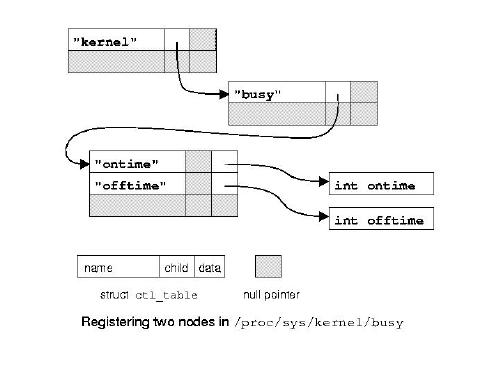 "kernel"
"busy"
"ontime"
"offtime"
int ontime
int offtime
name child data
struct ctl_table null pointer
Registering two nodes in /proc/sys/kernel/busy